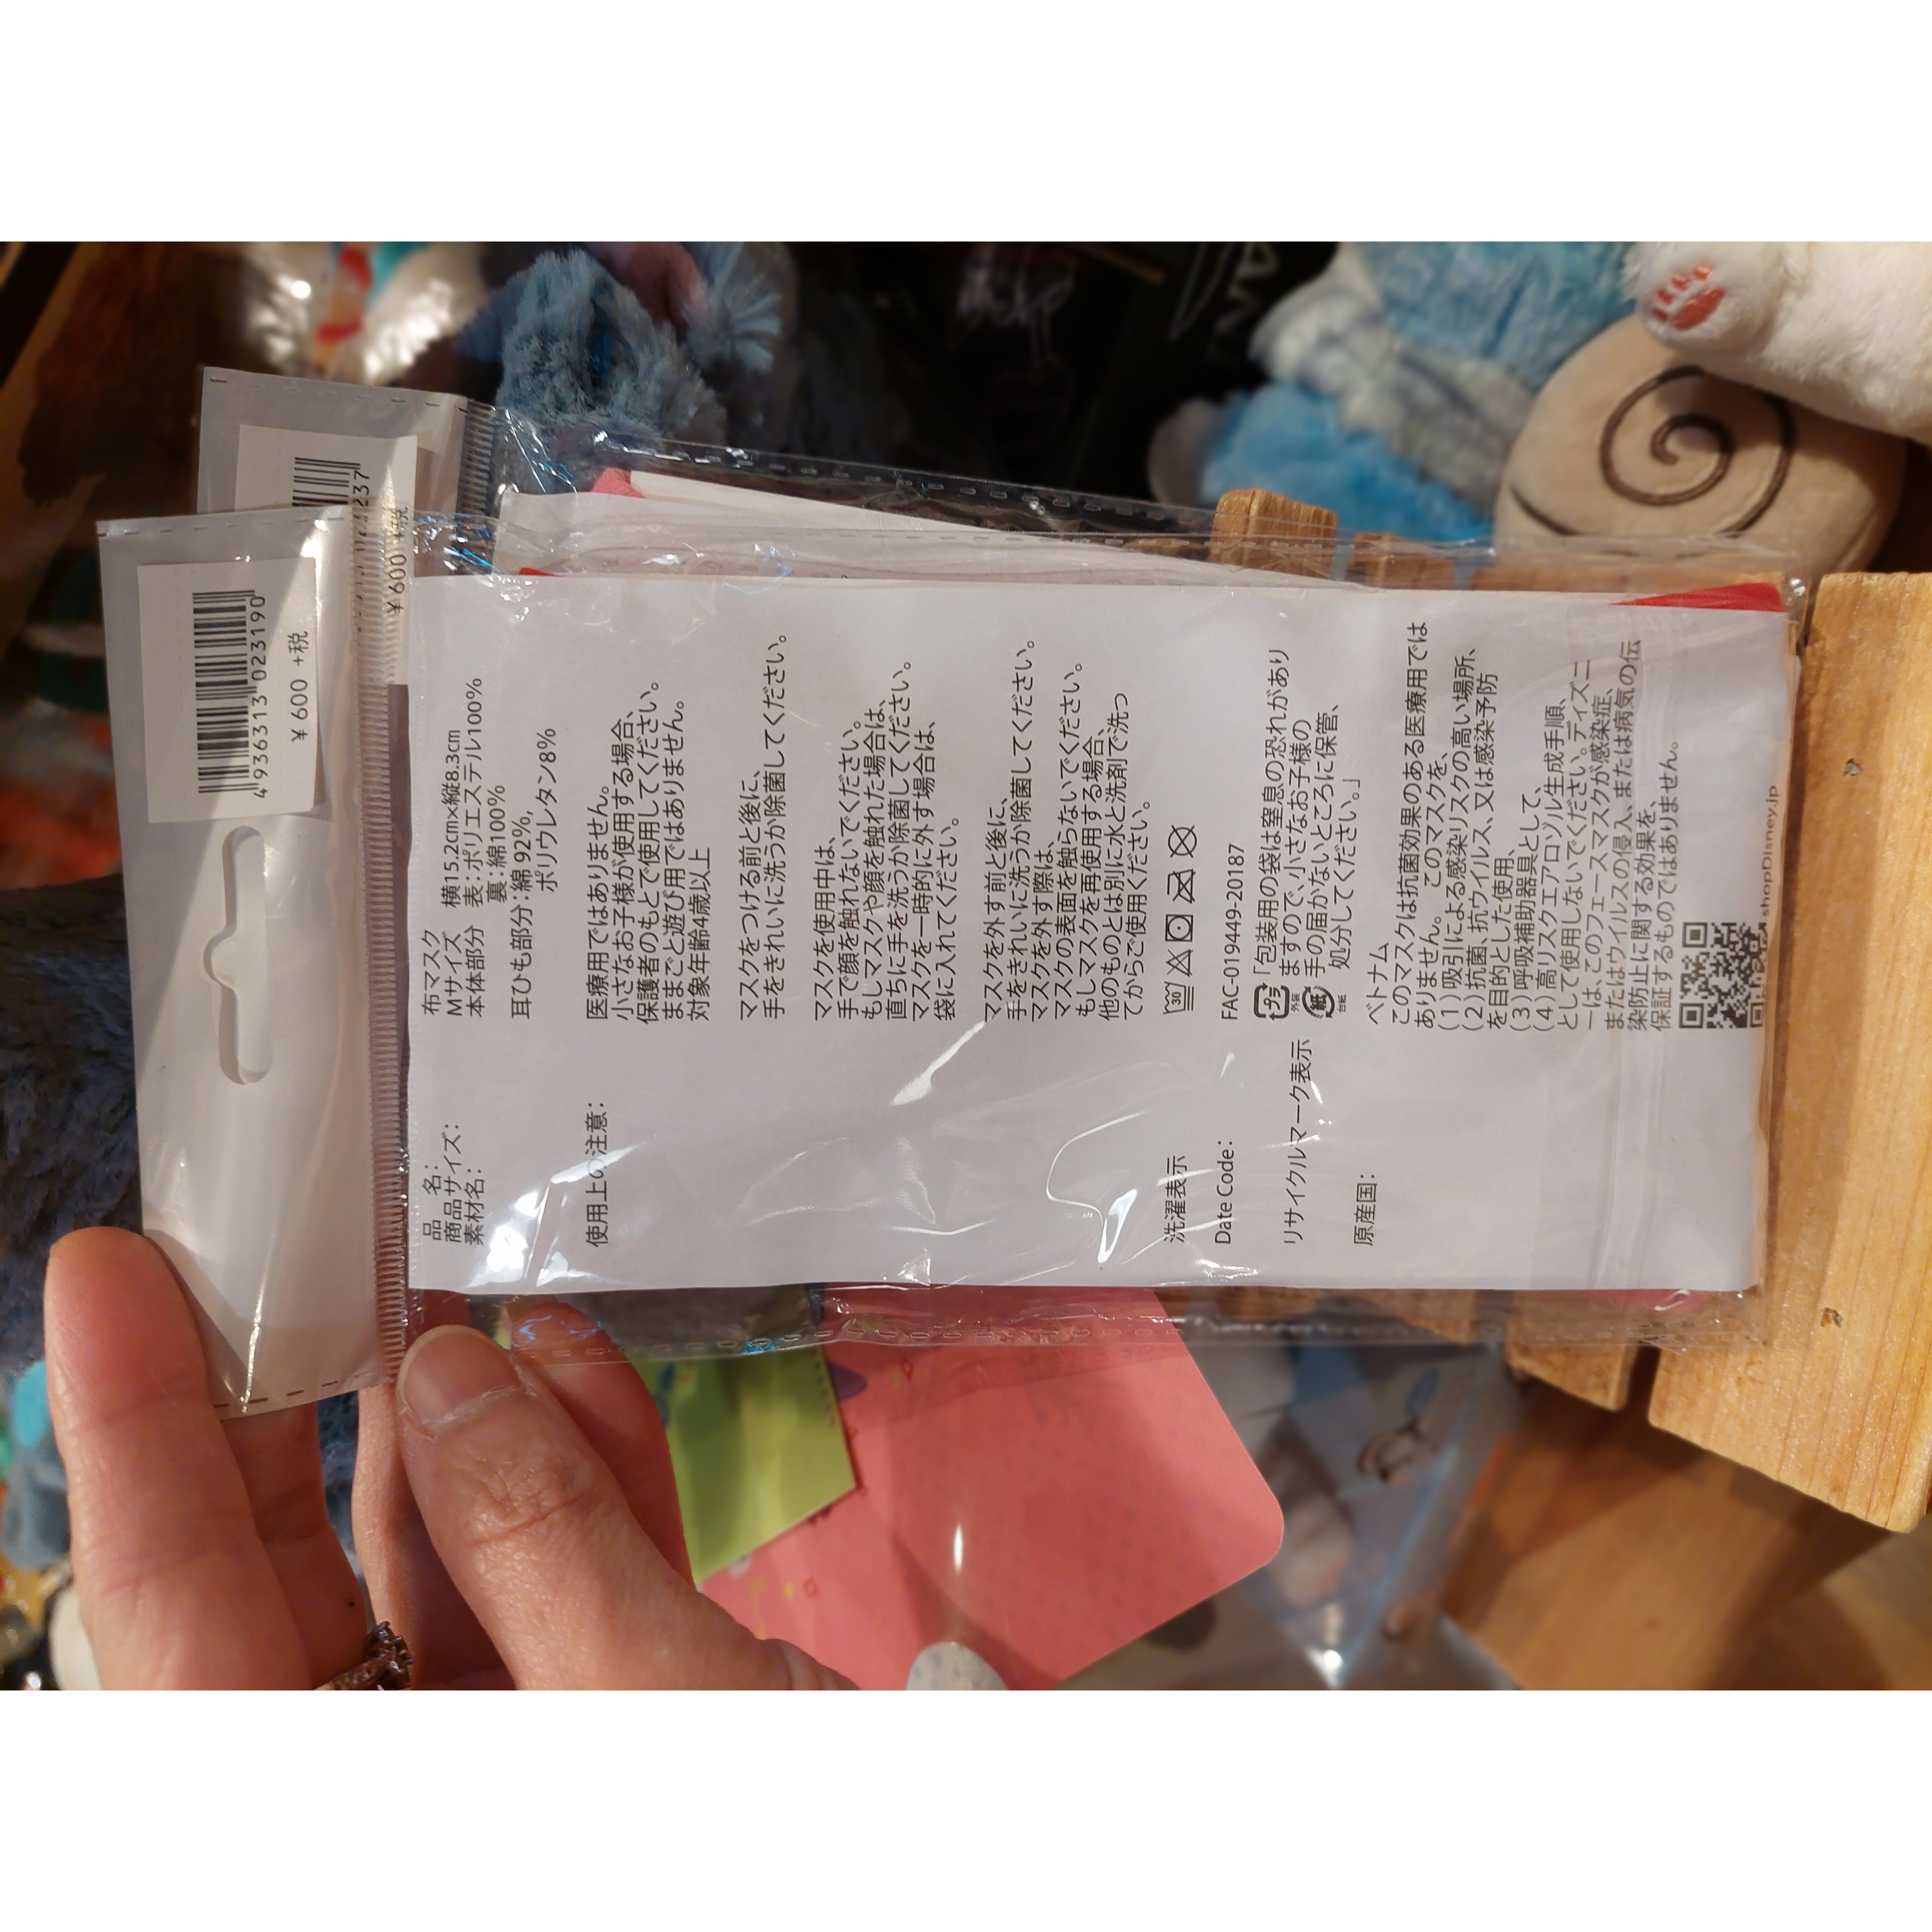 237
¥600 +税
4936313023190
¥600 +税
品 名: 布マスク
商品サイズ: Mサイズ 横15.2cm×縦8.3cm
素材名: 本体部分 表:ポリエステル100%
裏:綿100%
耳ひも部分:綿 92%,
ポリウレタン8%
使用上の注意: 医療用ではありません。
小さなお子様が使用する場合、
保護者のもとで使用してください。
ままごと遊び用ではありません。
対象年齢4歳以上
マスクをつける前と後に、
手をきれいに洗うか除菌してください。
マスクを使用中は、
手で顔を触れないでください。
もしマスクや顔を触れた場合は、
直ちに手を洗うか除菌してください。
マスクを一時的に外す場合は、
袋に入れてください。
マスクを外す前と後に、
手をきれいに洗うか除菌してください。
マスクを外す際は、
マスクの表面を触らないでください。
もしマスクを再使用する場合、
他のものとは別に水と洗剤で洗っ
てからご使用ください。
洗濯表示 30
Date Code: FAC-019449-20187
リサイクルマーク表示 プラ 外装 「包装用の袋は窒息の恐れがあり
ますので、小さなお子様の
紙 台紙 手の届かないところに保管、
処分してください。」
原産国: ベトナム
このマスクは抗菌効果のある医療用では
ありません。 このマスクを、
(1)吸引による感染リスクの高い場所、
(2)抗菌、抗ウイルス、又は感染予防
を目的とした使用、
(3)呼吸補助器具として、
(4)高リスクエアロゾル生成手順、
として使用しないでください。ディズニ
ーは、このフェースマスクが感染症、
またはウイルスの侵入、または病気の伝
染防止に関する効果を、
保証するものではありません。
shopDisney.jp